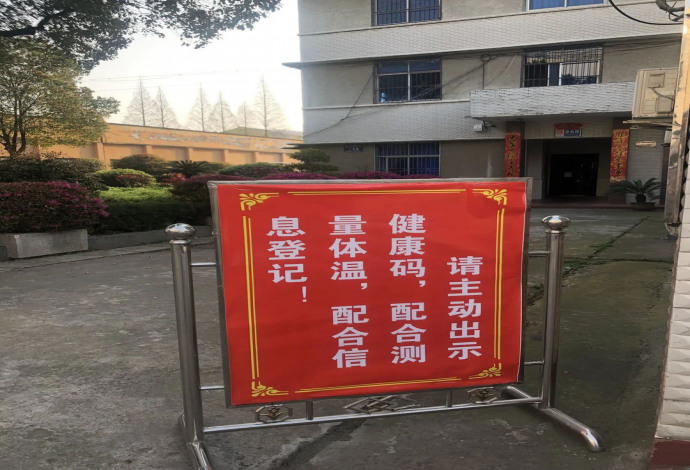 请主动出示
健康码，配合测
量体温，配合信
息登记！